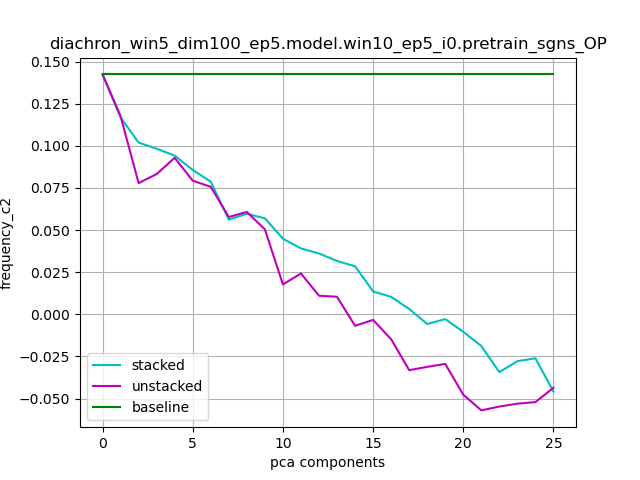 diachron_win5_dim100_ep5.model.win10_ep5_i0.pretrain_sgns_OP
0.150
0.125
0.100
0.075
0.050
0.025
0.000
−0.025
−0.050
frequency_c2
stacked
unstacked
baseline
0 5 10 15 20 25
pca components